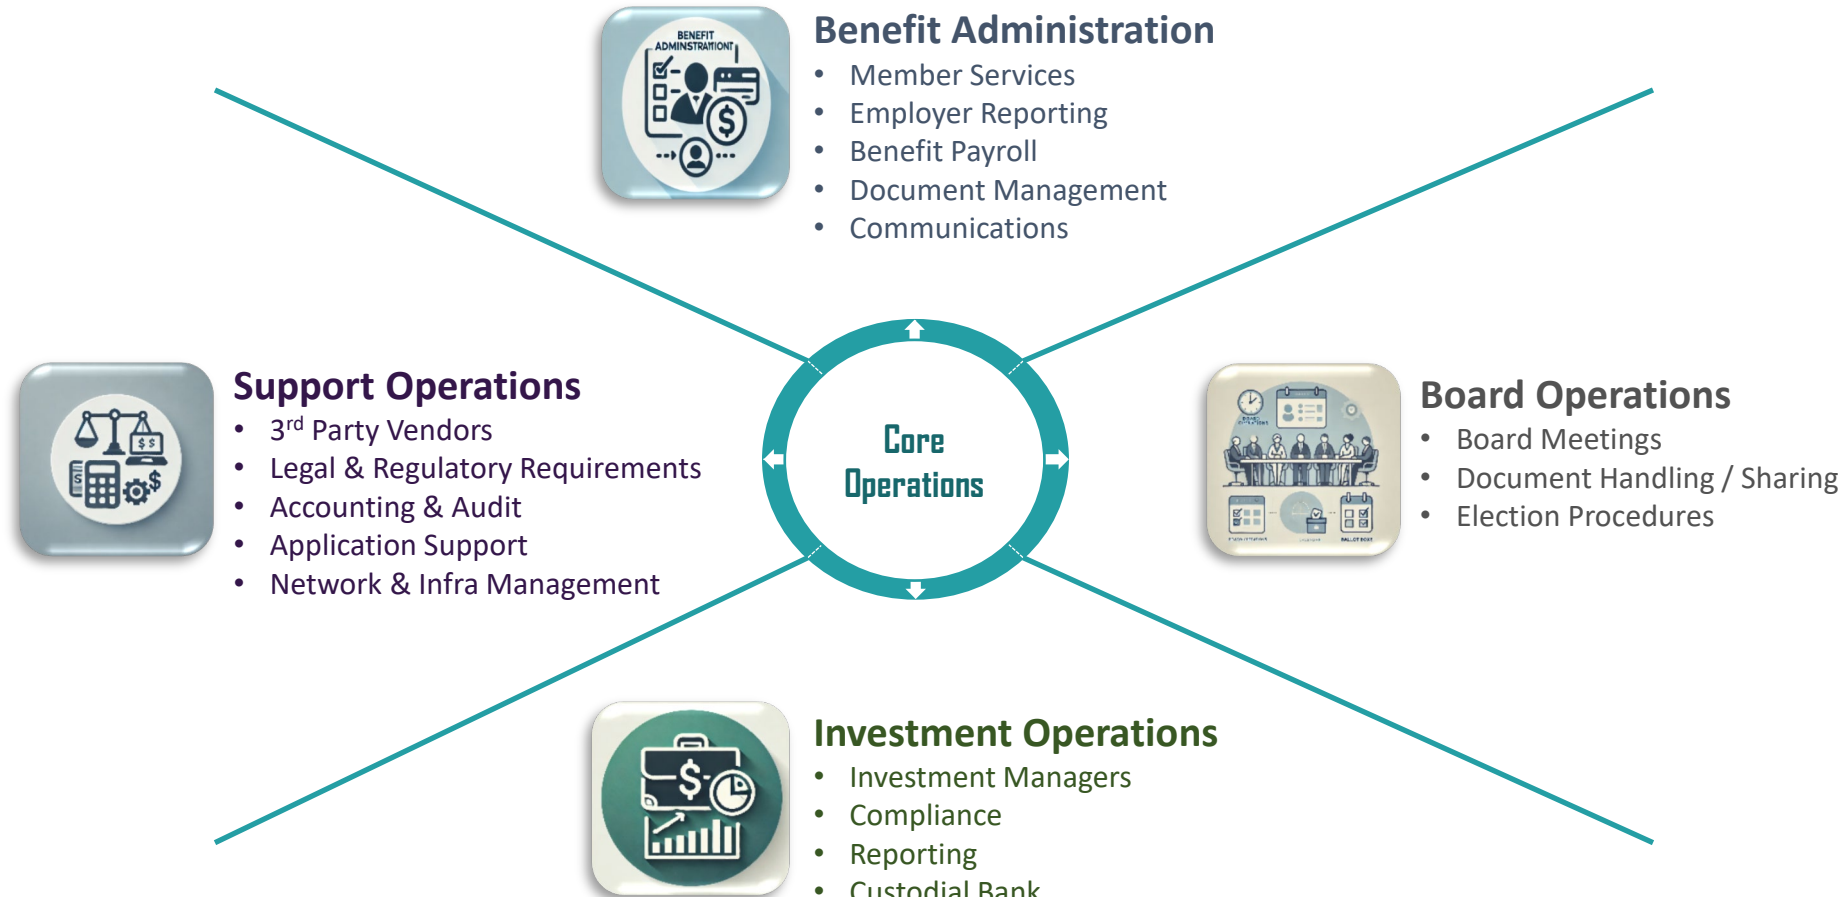 BENEFIT
ADMINSTRATIONT
Benefit Administration
• Member Services
• Employer Reporting
• Benefit Payroll
• Document Management
• Communications
Support Operations
• 3rd Party Vendors
• Legal & Regulatory Requirements
• Accounting & Audit
• Application Support
• Network & Infra Management
Core
Operations
Board Operations
• Board Meetings
• Document Handling / Sharing
• Election Procedures
BALLOT
Investment Operations
• Investment Managers
• Compliance
• Reporting
• Custodial Bank